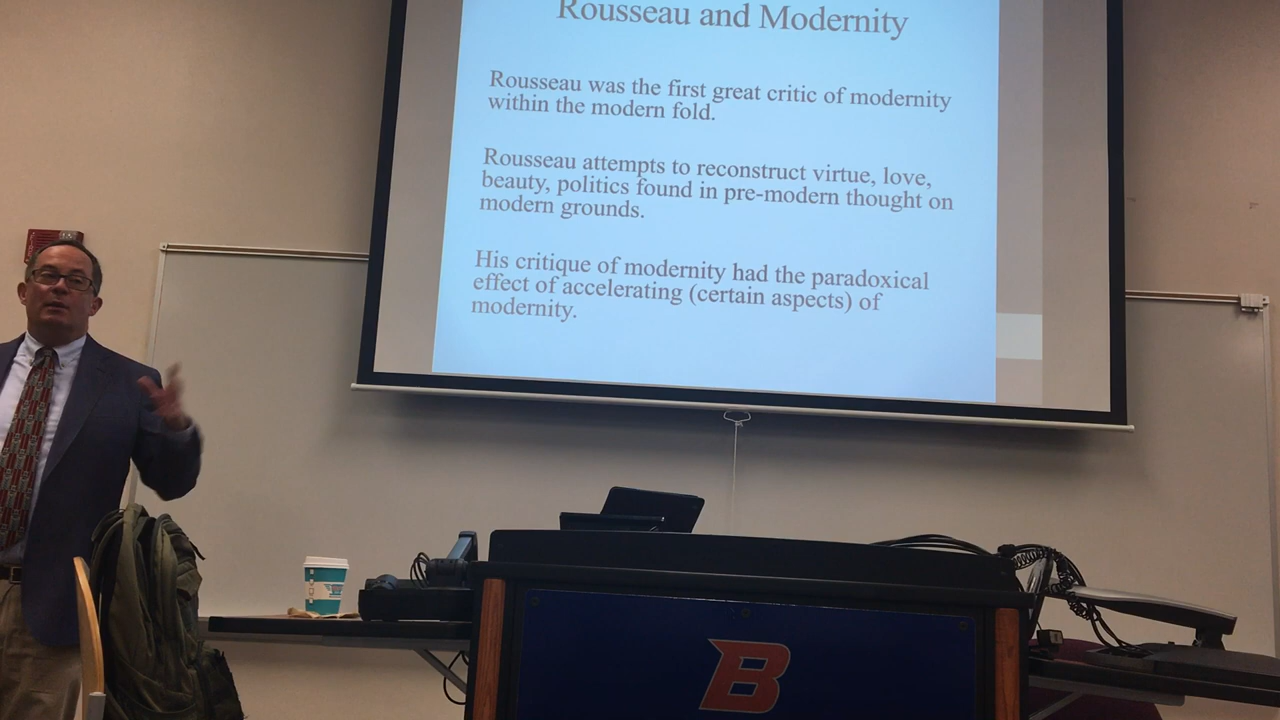 Rousseau and Modernity
Rousseau was the first great critic of modernity
within the modern fold.
Rousseau attempts to reconstruct virtue, love,
beauty, politics found in pre-modern thought on
modern grounds.
His critique of modernity had the paradoxical
effect of accelerating (certain aspects) of
modernity.
B